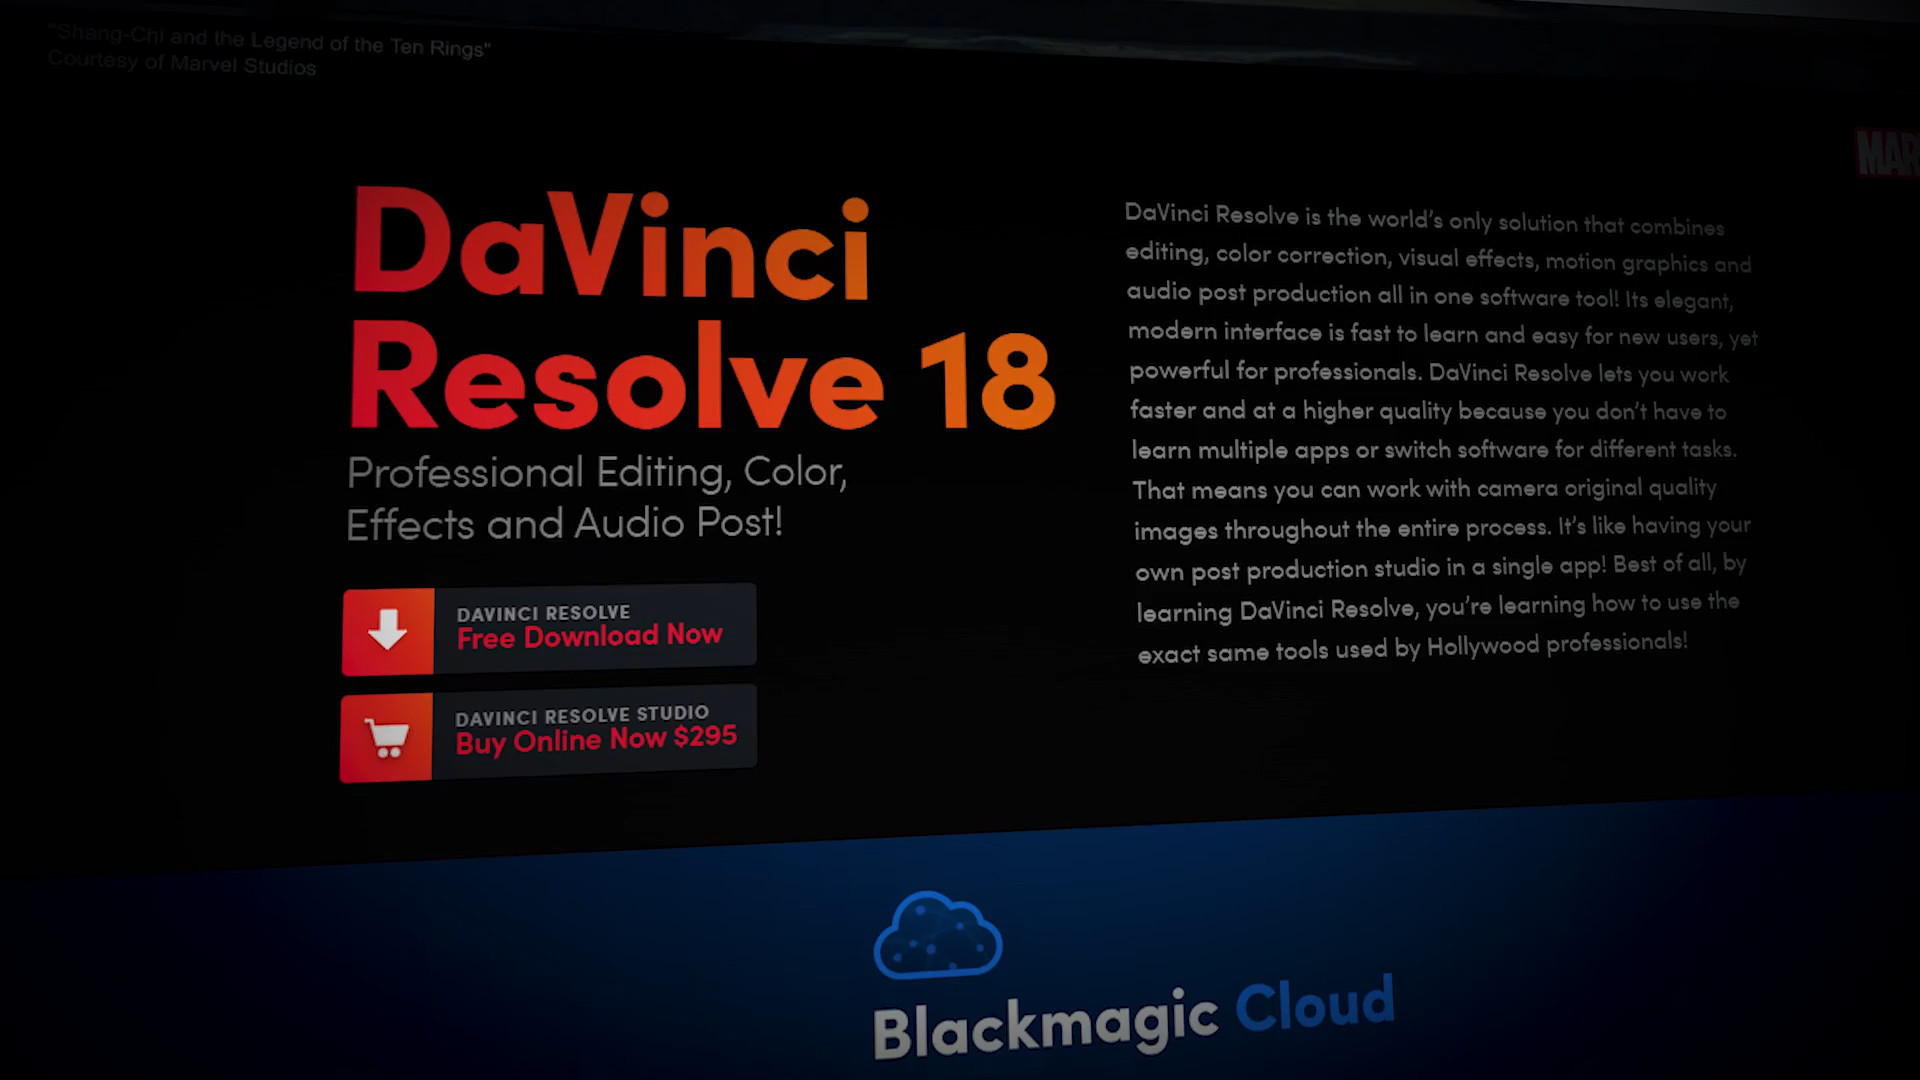 "Shang-Chi and the Legend of the Ten Rings"
Courtesy of Marvel Studios
DaVinci
Resolve 18
Professional Editing, Color,
Effects and Audio Post!
DAVINCI RESOLVE
Free Download Now
DAVINCI RESOLVE STUDIO
Buy Online Now $295
DaVinci Resolve is the world's only solution that combines
editing, color correction, visual effects, motion graphics and
audio post production all in one software tool! Its elegant,
modern interface is fast to learn and easy for new users, yet
powerful for professionals. DaVinci Resolve lets you work
faster and at a higher quality because you don't have to
learn multiple apps or switch software for different tasks.
That means you can work with camera original quality
images throughout the entire process. It's like having your
own post production studio in a single app! Best of all, by
learning DaVinci Resolve, you're learning how to use the
exact same tools used by Hollywood professionals!
Blackmagic Cloud